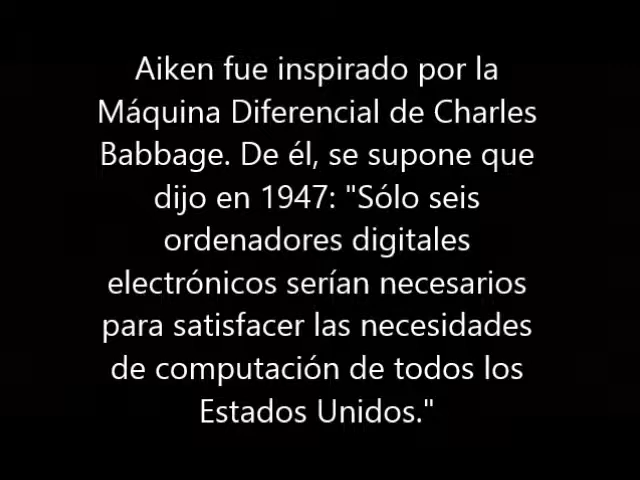 Aiken fue inspirado por la
Máquina Diferencial de Charles
Babbage. De él, se supone que
dijo en 1947: "Sólo seis
ordenadores digitales
electrónicos serían necesarios
para satisfacer las necesidades
de computación de todos los
Estados Unidos."